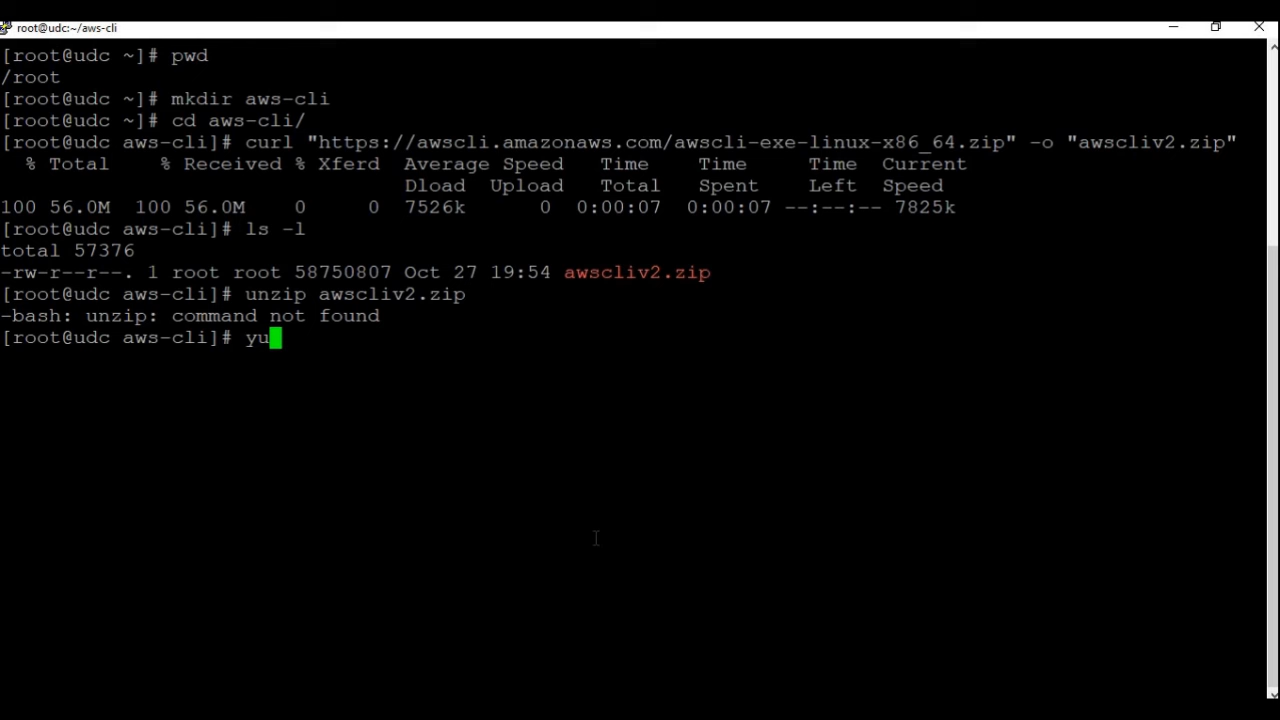 root@udc:~/aws-cli
[root@udc ~]# pwd
/root
[root@udc ~]# mkdir aws-cli
[root@udc ~]# cd aws-cli/
[root@udc aws-cli]# curl "https://awscli.amazonaws.com/awscli-exe-linux-x86_64.zip" -o "awscliv2.zip"
% Total % Received % Xferd Average Speed Time Time Time Current
Dload Upload Total Spent Left Speed
100 56.0M 100 56.0M 0 0 7526k 0 0:00:07 0:00:07 --:--:-- 7825k
[root@udc aws-cli]# ls -l
total 57376
-rw-r--r--. 1 root root 58750807 Oct 27 19:54 awscliv2.zip
[root@udc aws-cli]# unzip awscliv2.zip
-bash: unzip: command not found
[root@udc aws-cli]# yu